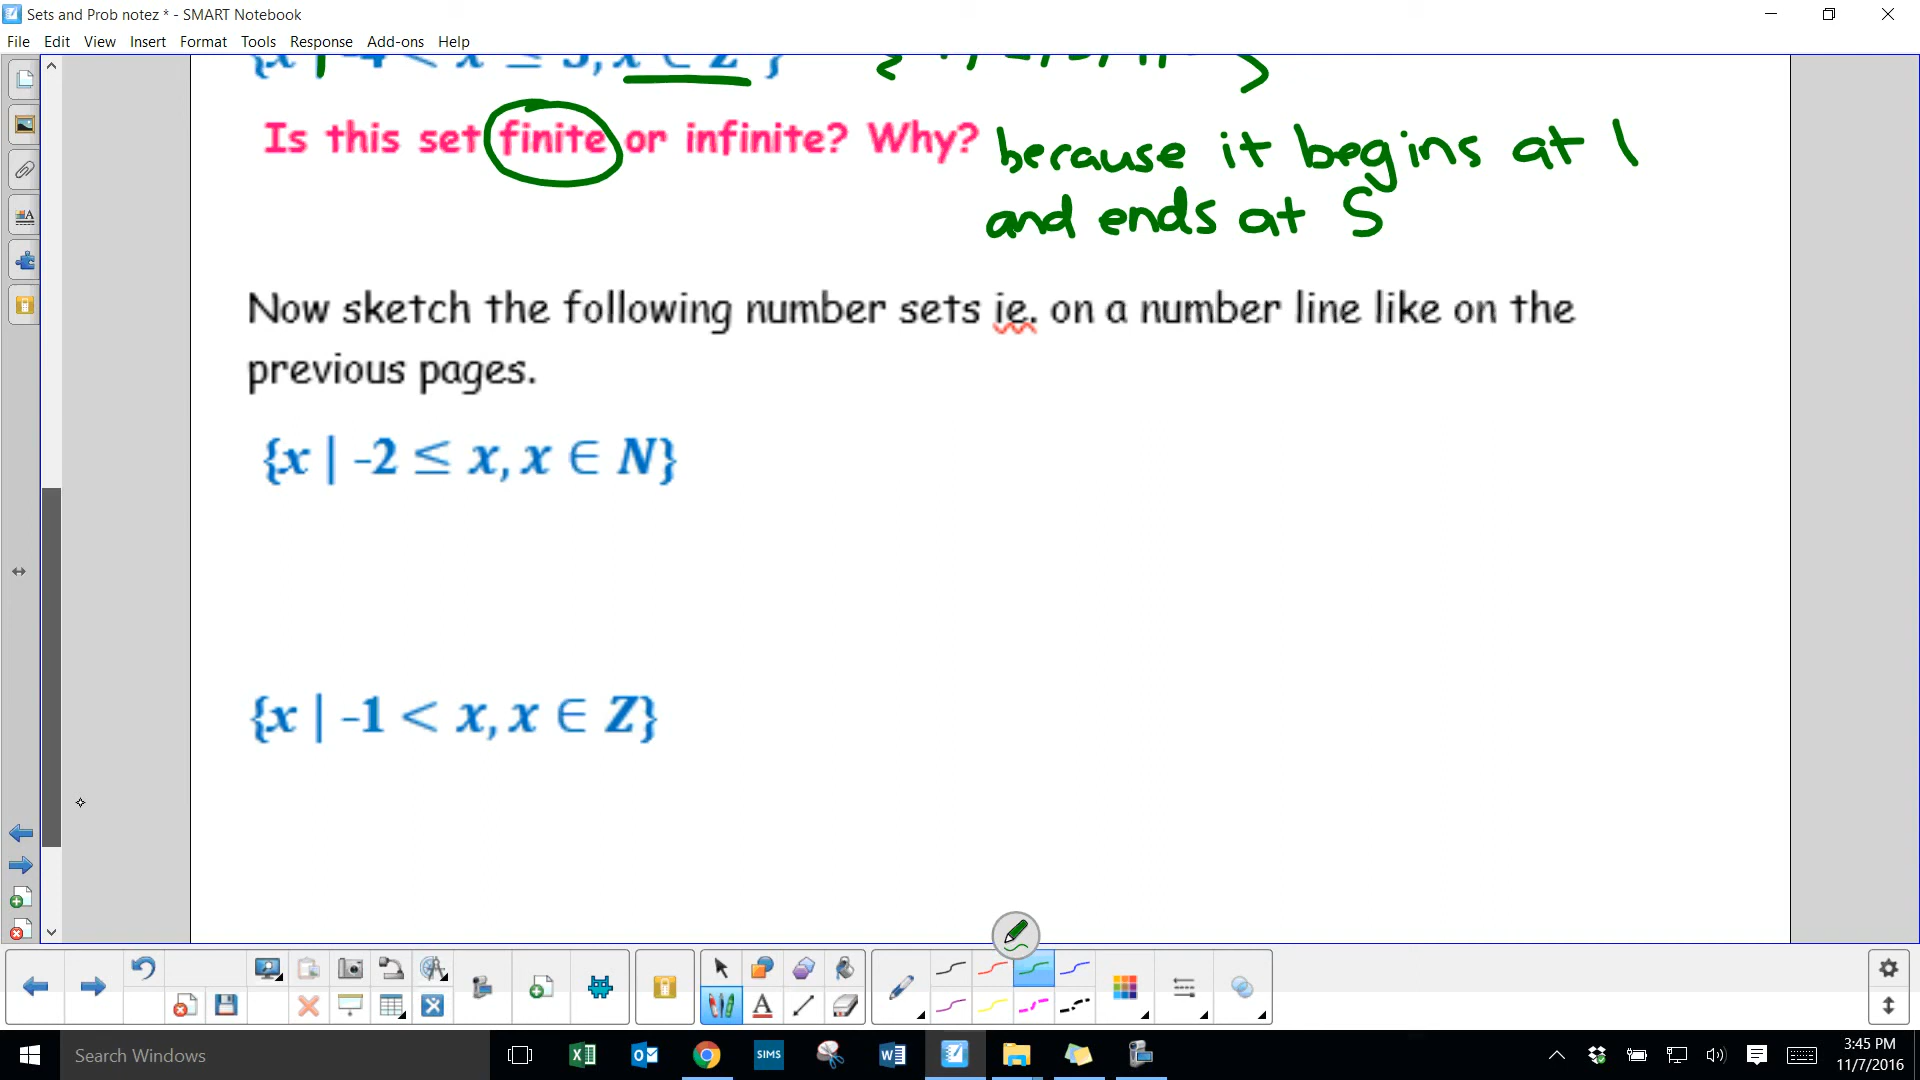 Sets and Prob notez * - SMART Notebook
File Edit View Insert Format Tools Response Add-ons Help
Is this set finite or infinite? Why? because it begins at 1
and ends at 5
Now sketch the following number sets ie. on a number line like on the
previous pages.
{x | -2 ≤ x, x ∈ N}
{x | -1 < x, x ∈ Z}
Search Windows
SIMS
3:45 PM
11/7/2016